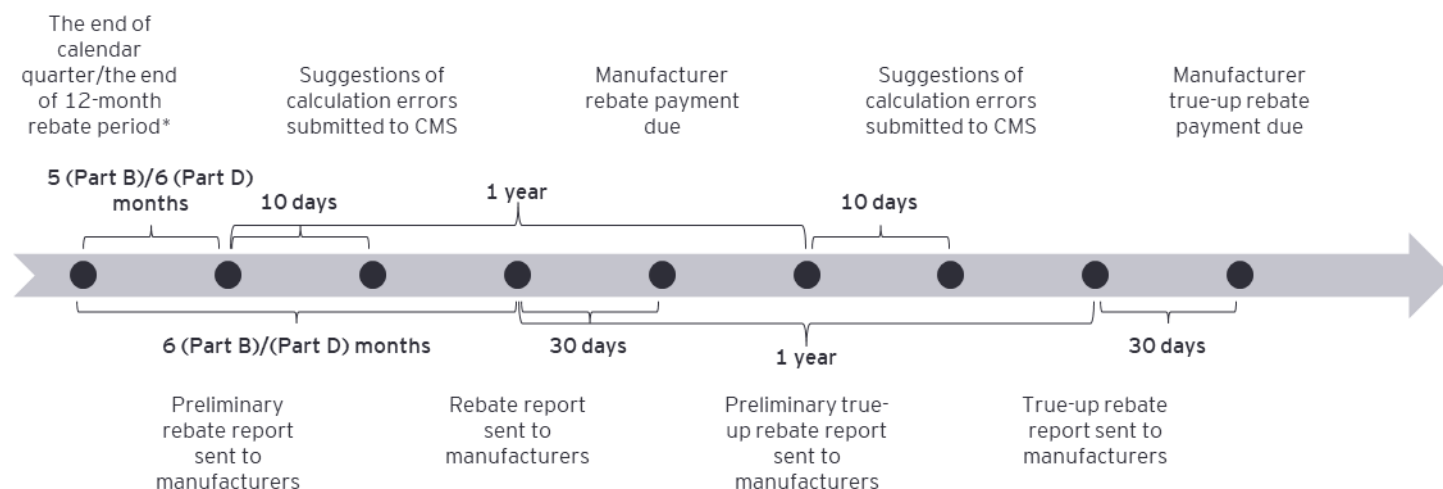 The end of
calendar
quarter/the end
of 12-month
rebate period*
Suggestions of
calculation errors
submitted to CMS
Manufacturer
rebate payment
due
Suggestions of
calculation errors
submitted to CMS
Manufacturer
true-up rebate
payment due
5 (Part B)/6 (Part D)
months
10 days
1 year
10 days
6 (Part B)/(Part D) months
30 days
1 year
30 days
Preliminary
rebate report
sent to
manufacturers
Rebate report
sent to
manufacturers
Preliminary true-
up rebate report
sent to
manufacturers
True-up rebate
report sent to
manufacturers